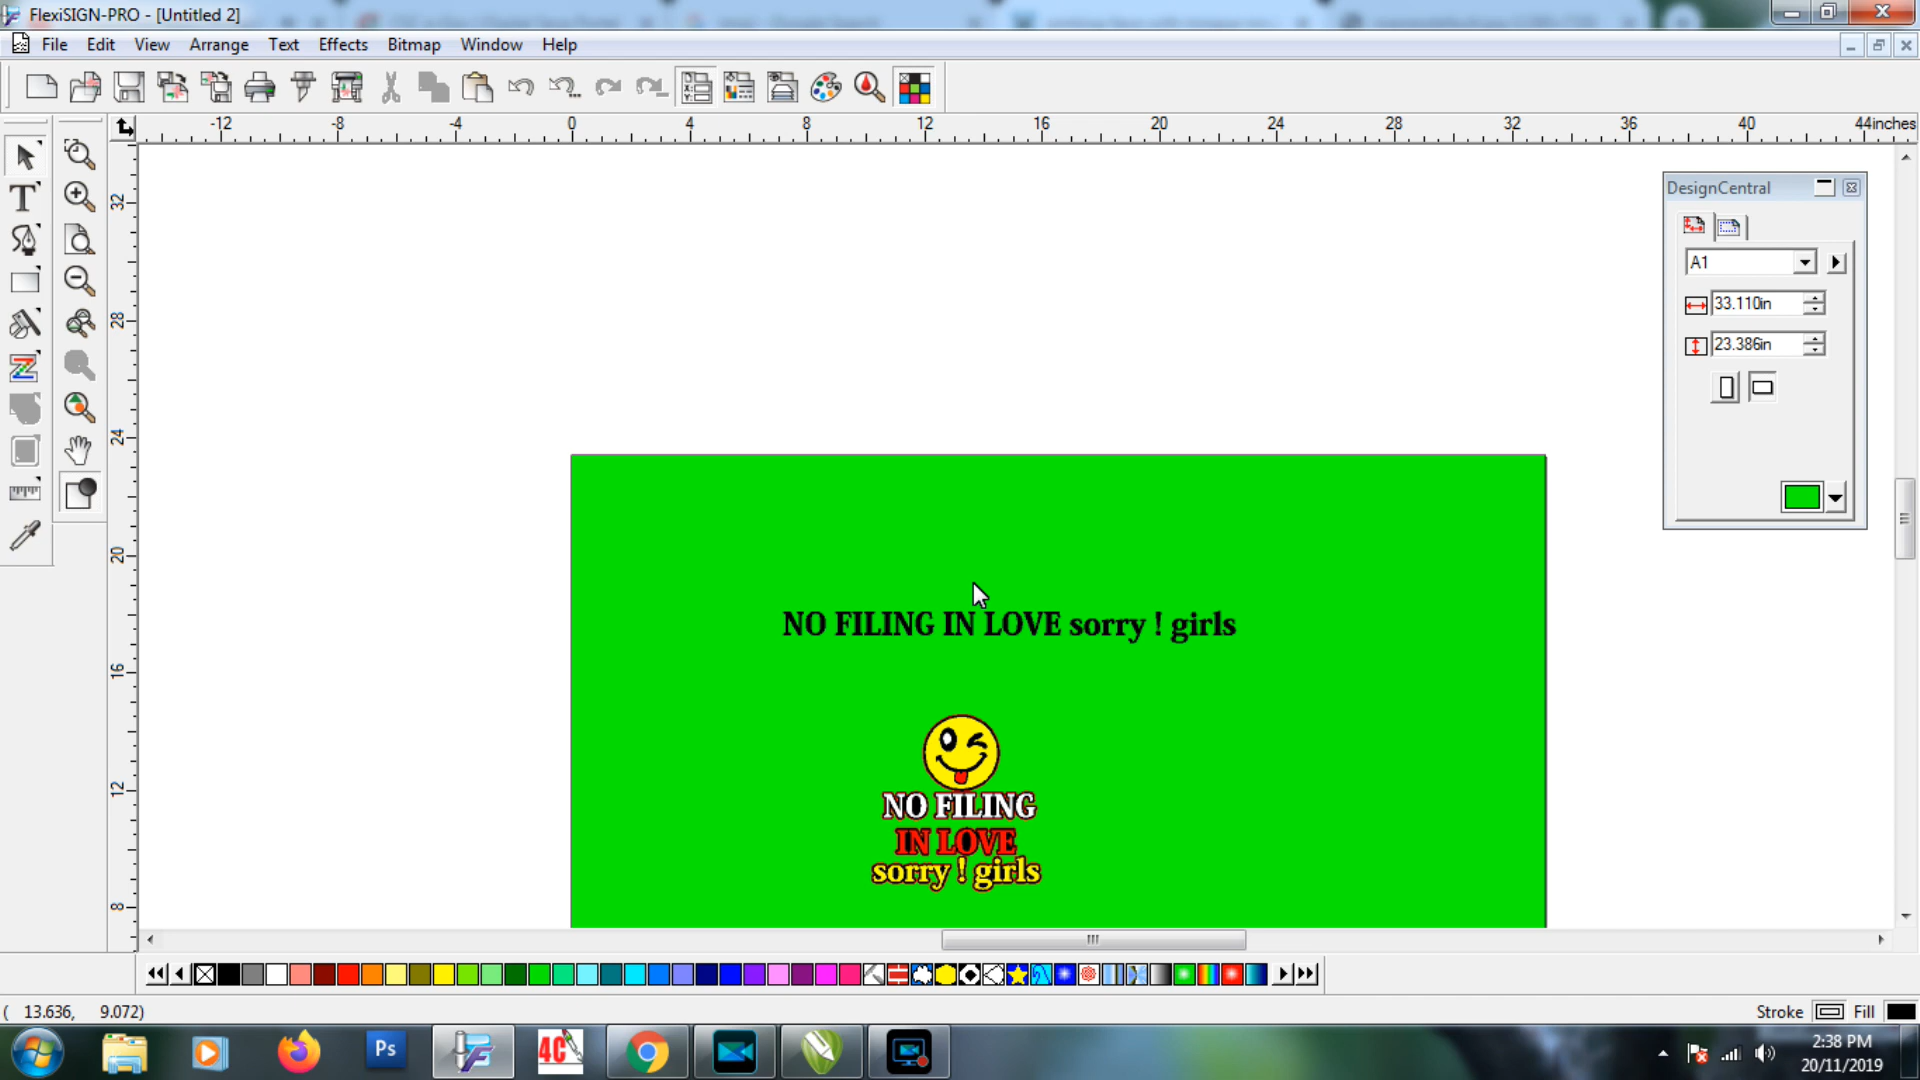 FlexiSIGN-PRO - [Untitled 2]
File Edit View Arrange Text Effects Bitmap Window Help
-12 -8 -4 0 4 8 12 16 20 24 28 32 36 40 44inches
32
28
24
20
16
12
8
DesignCentral
A1
33.110in
23.386in
NO FILING IN LOVE sorry ! girls
NO FILING
IN LOVE
sorry ! girls
( 13.636, 9.072)
Stroke Fill
Ps
4C
2:38 PM
20/11/2019